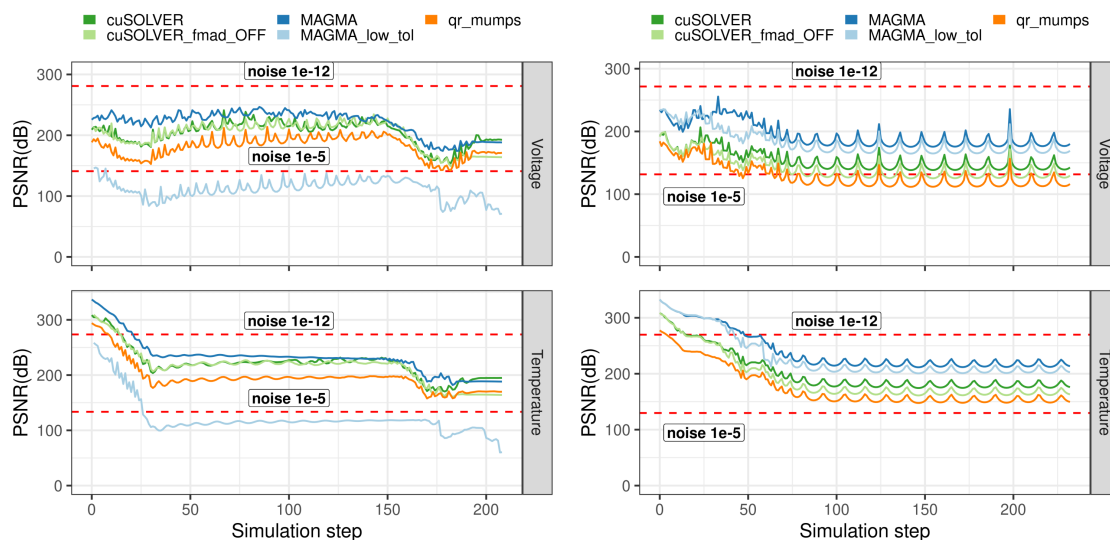 cuSOLVER MAGMA qr_mumps
cuSOLVER_fmad_OFF MAGMA_low_tol
PSNR(dB)
300
200
100
0
noise 1e-12
noise 1e-5
Voltage
PSNR(dB)
300
200
100
0
noise 1e-12
noise 1e-5
Temperature
0 50 100 150 200
Simulation step
cuSOLVER MAGMA qr_mumps
cuSOLVER_fmad_OFF MAGMA_low_tol
PSNR(dB)
300
200
100
0
noise 1e-12
noise 1e-5
Voltage
PSNR(dB)
300
200
100
0
noise 1e-12
noise 1e-5
Temperature
0 50 100 150 200
Simulation step